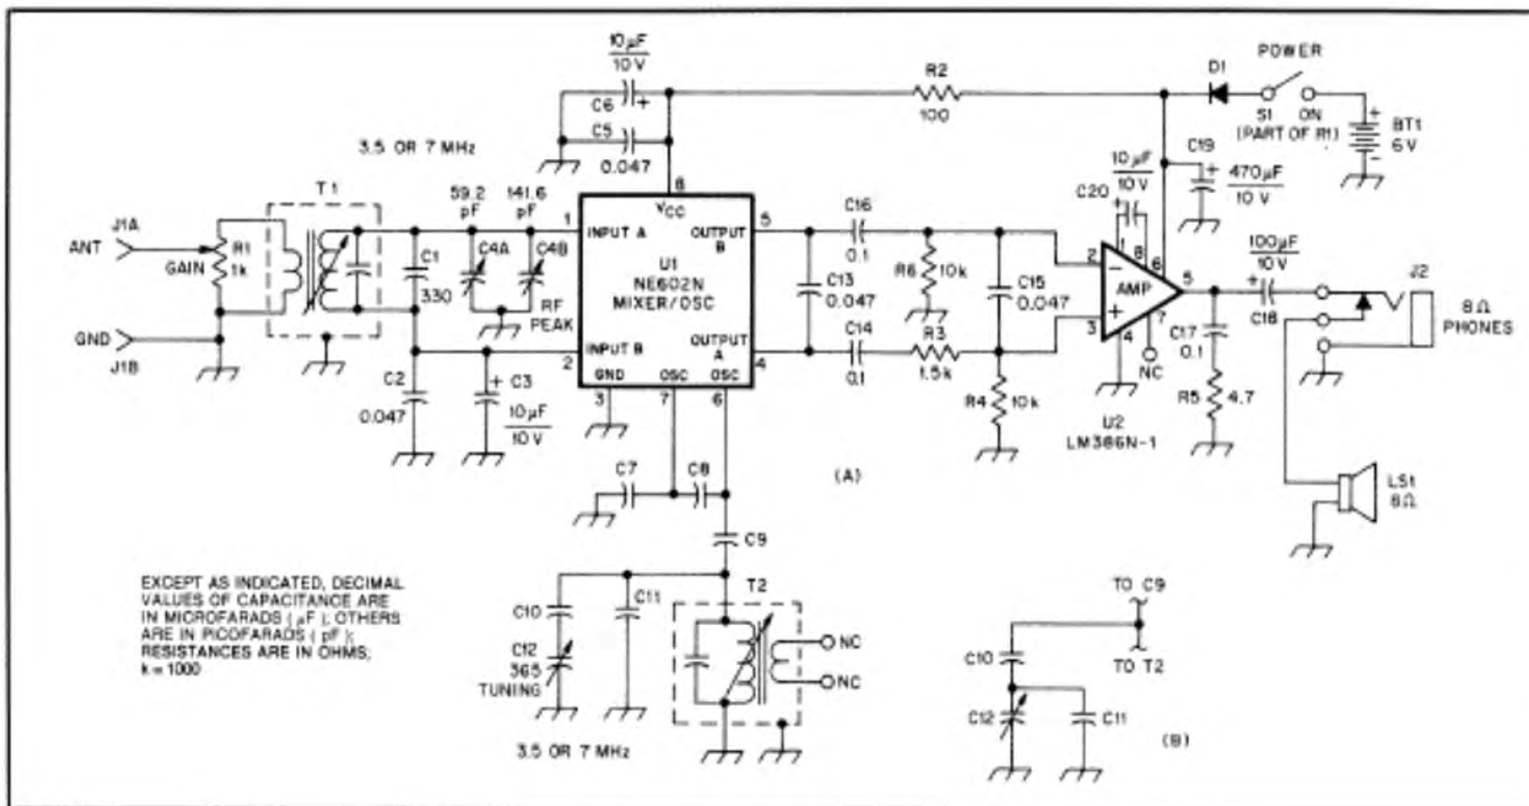 10µF
10 V
C6
+
C5
0.047
R2
100
D1
POWER
S1
ON
(PART OF R1)
+
BT1
6V
-
3.5 OR 7 MHz
T1
J1A
ANT
R1
1k
GAIN
GND
J1B
C1
330
59.2
pF
C4A
141.6
pF
C4B
RF
PEAK
C2
0.047
+
C3
10µF
10V
1
8
VCC
INPUT A
OUTPUT
B
5
U1
NE602N
MIXER/OSC
OUTPUT
A
4
INPUT B
2
GND
OSC
OSC
3
7
6
C16
0.1
R6
10k
C13
0.047
C15
0.047
C14
0.1
R3
1.5k
R4
10k
10µF
10V
C20
+
C19
+
470µF
10 V
1
8
6
2
-
AMP
+
3
4
5
7
NC
U2
LM386N-1
100µF
10V
+
C18
C17
0.1
R5
4.7
J2
8Ω
PHONES
LS1
8Ω
C7
C8
(A)
C9
C10
C11
C12
365
TUNING
T2
NC
NC
3.5 OR 7 MHz
EXCEPT AS INDICATED, DECIMAL
VALUES OF CAPACITANCE ARE
IN MICROFARADS ( µF ); OTHERS
ARE IN PICOFARADS ( pF );
RESISTANCES ARE IN OHMS;
k = 1000
TO C9
TO T2
C10
C12
C11
(B)